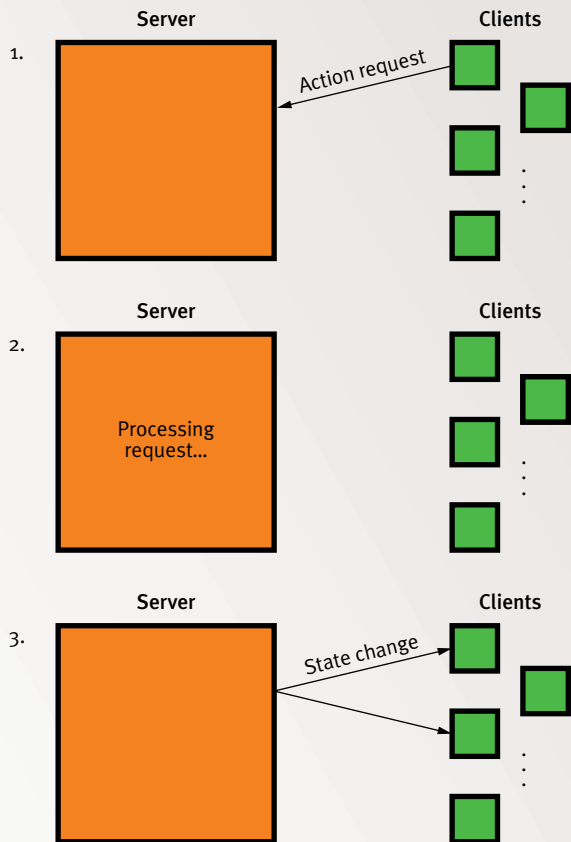 Server
Clients
1.
Action request
.
.
.
Server
Clients
2.
Processing
request...
.
.
.
Server
Clients
3.
State change
.
.
.